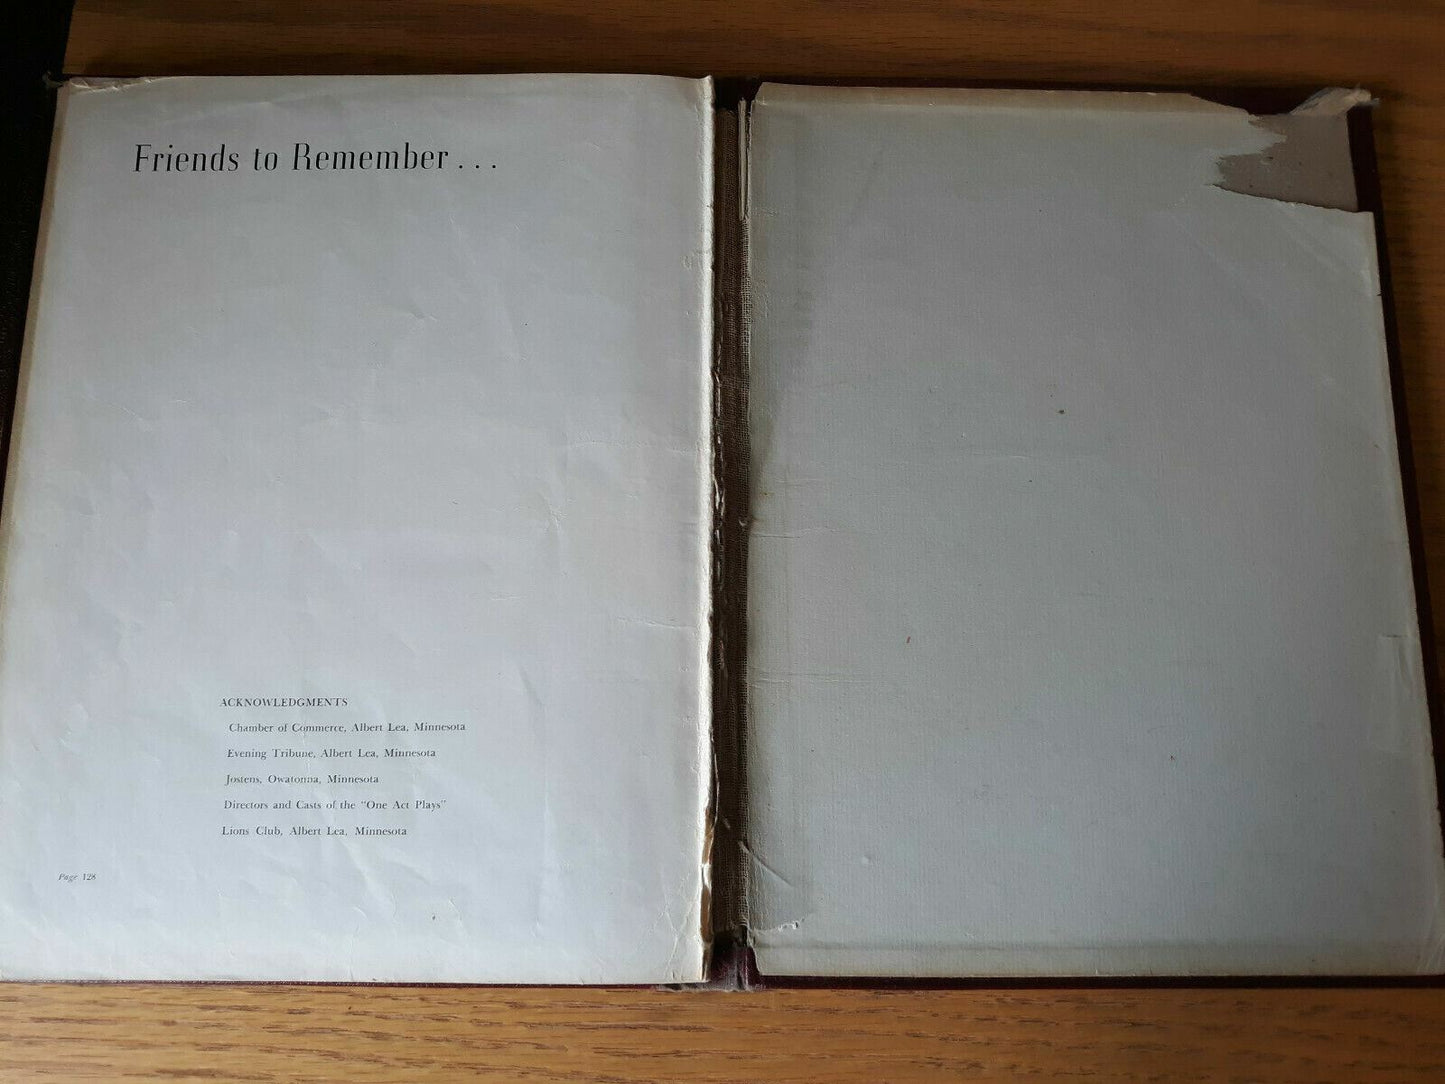 Friends to Remember...
ACKNOWLEDGMENTS
Chamber of Commerce, Albert Lea, Minnesota
Evening Tribune, Albert Lea, Minnesota
Jostens, Owatonna, Minnesota
Directors and Casts of the "One Act Plays"
Lions Club, Albert Lea, Minnesota
Page 128